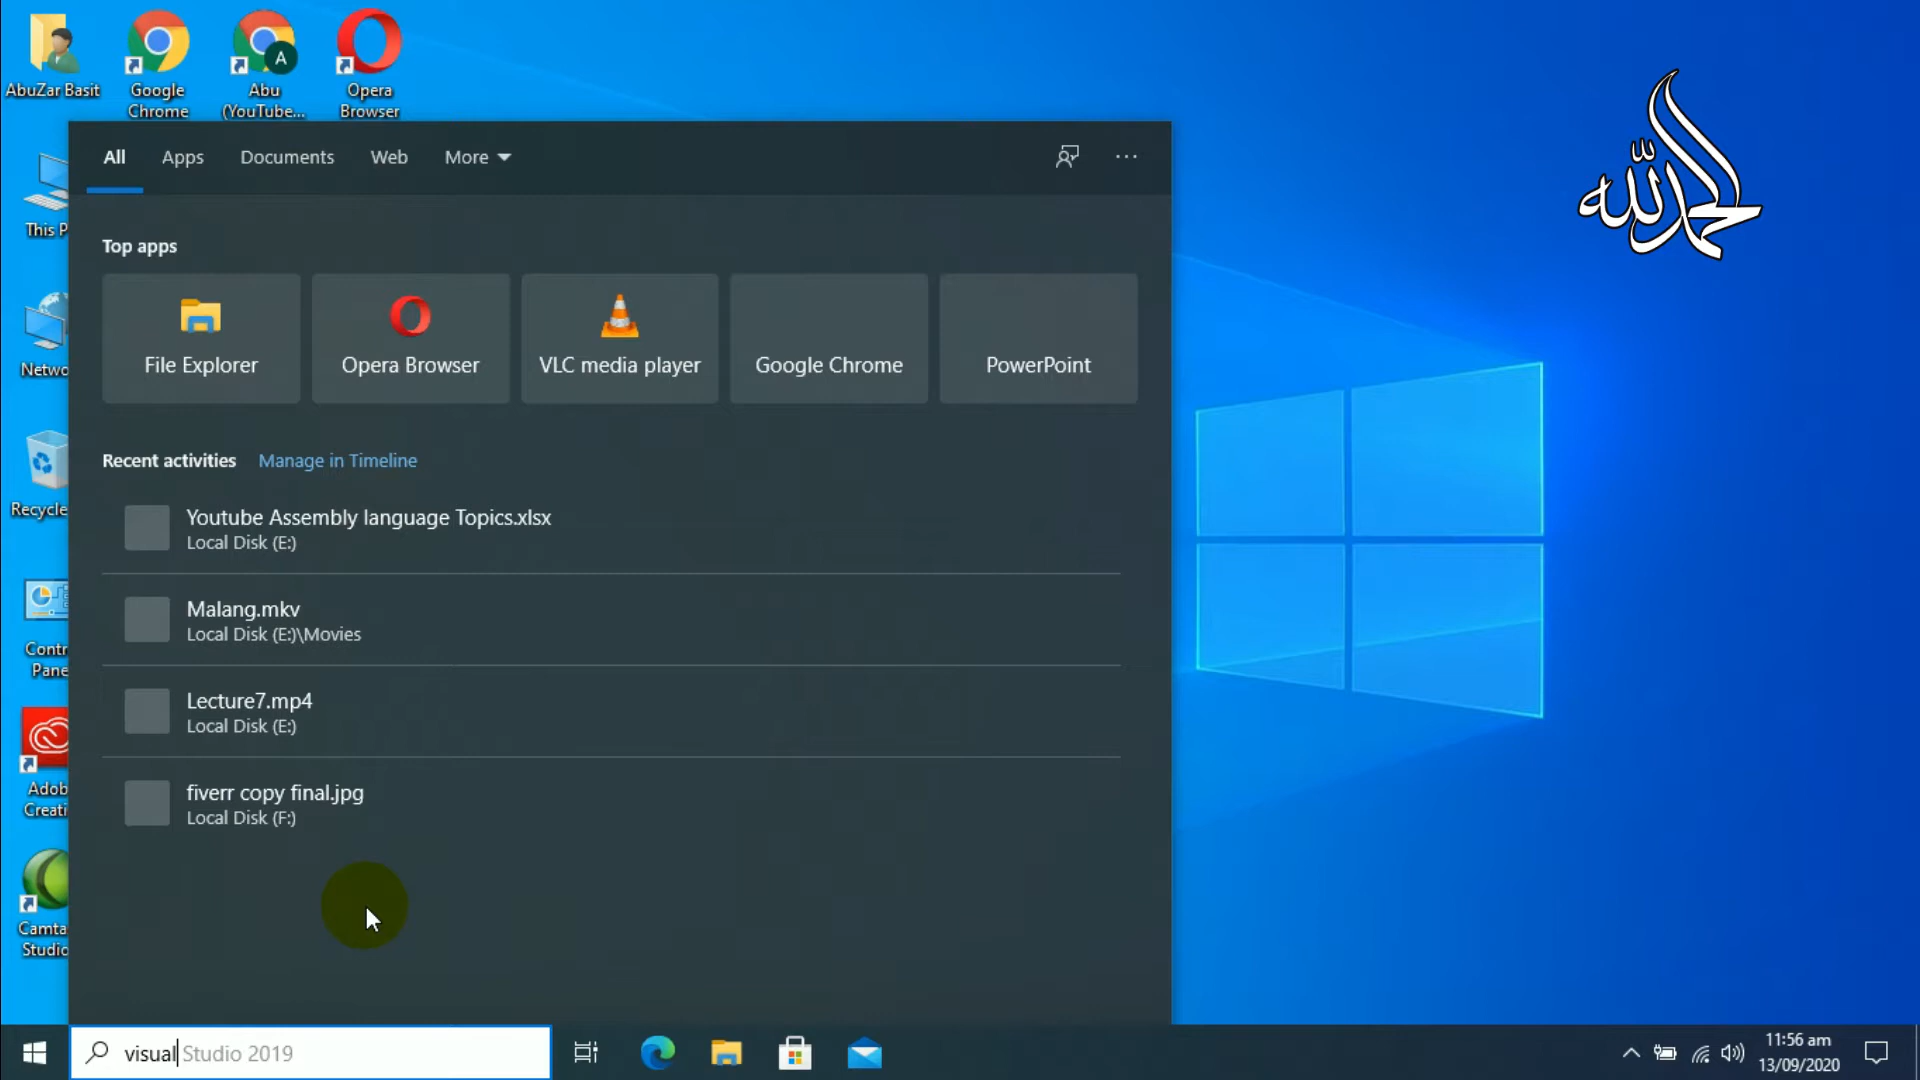 AbuZar Basit
Google
Chrome
Abu
(YouTube...
Opera
Browser
A
الحمدلله
All
Apps
Documents
Web
More
Top apps
File Explorer
Opera Browser
VLC media player
Google Chrome
PowerPoint
Recent activities
Manage in Timeline
Youtube Assembly language Topics.xlsx
Local Disk (E:)
Malang.mkv
Local Disk (E:)\Movies
Lecture7.mp4
Local Disk (E:)
fiverr copy final.jpg
Local Disk (F:)
This P
Netwo
Recycle
Contr
Pane
Adob
Creati
Camta
Studio
visual Studio 2019
11:56 am
13/09/2020